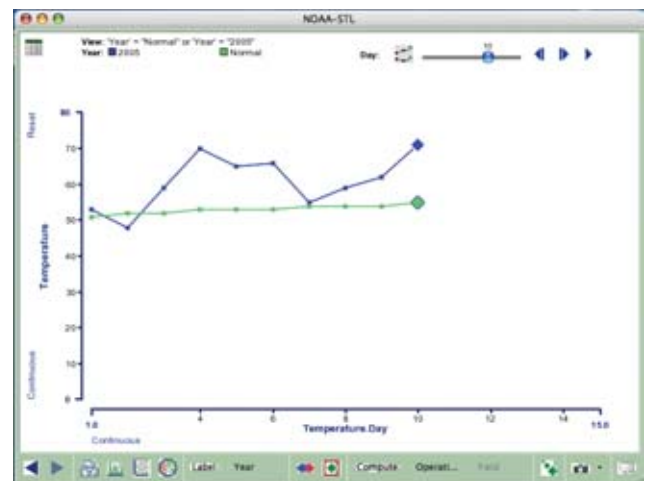 NOAA-STL
View: "Year" = "Normal" or "Year" = "2005"
Year: 2005 Normal
Day: 10
Reset
80
70
60
50
40
30
20
10
0
Temperature
Continuous
1.0 4 6 8 10 12 14 15.0
Temperature.Day
Continuous
Label Year Compute Operati...